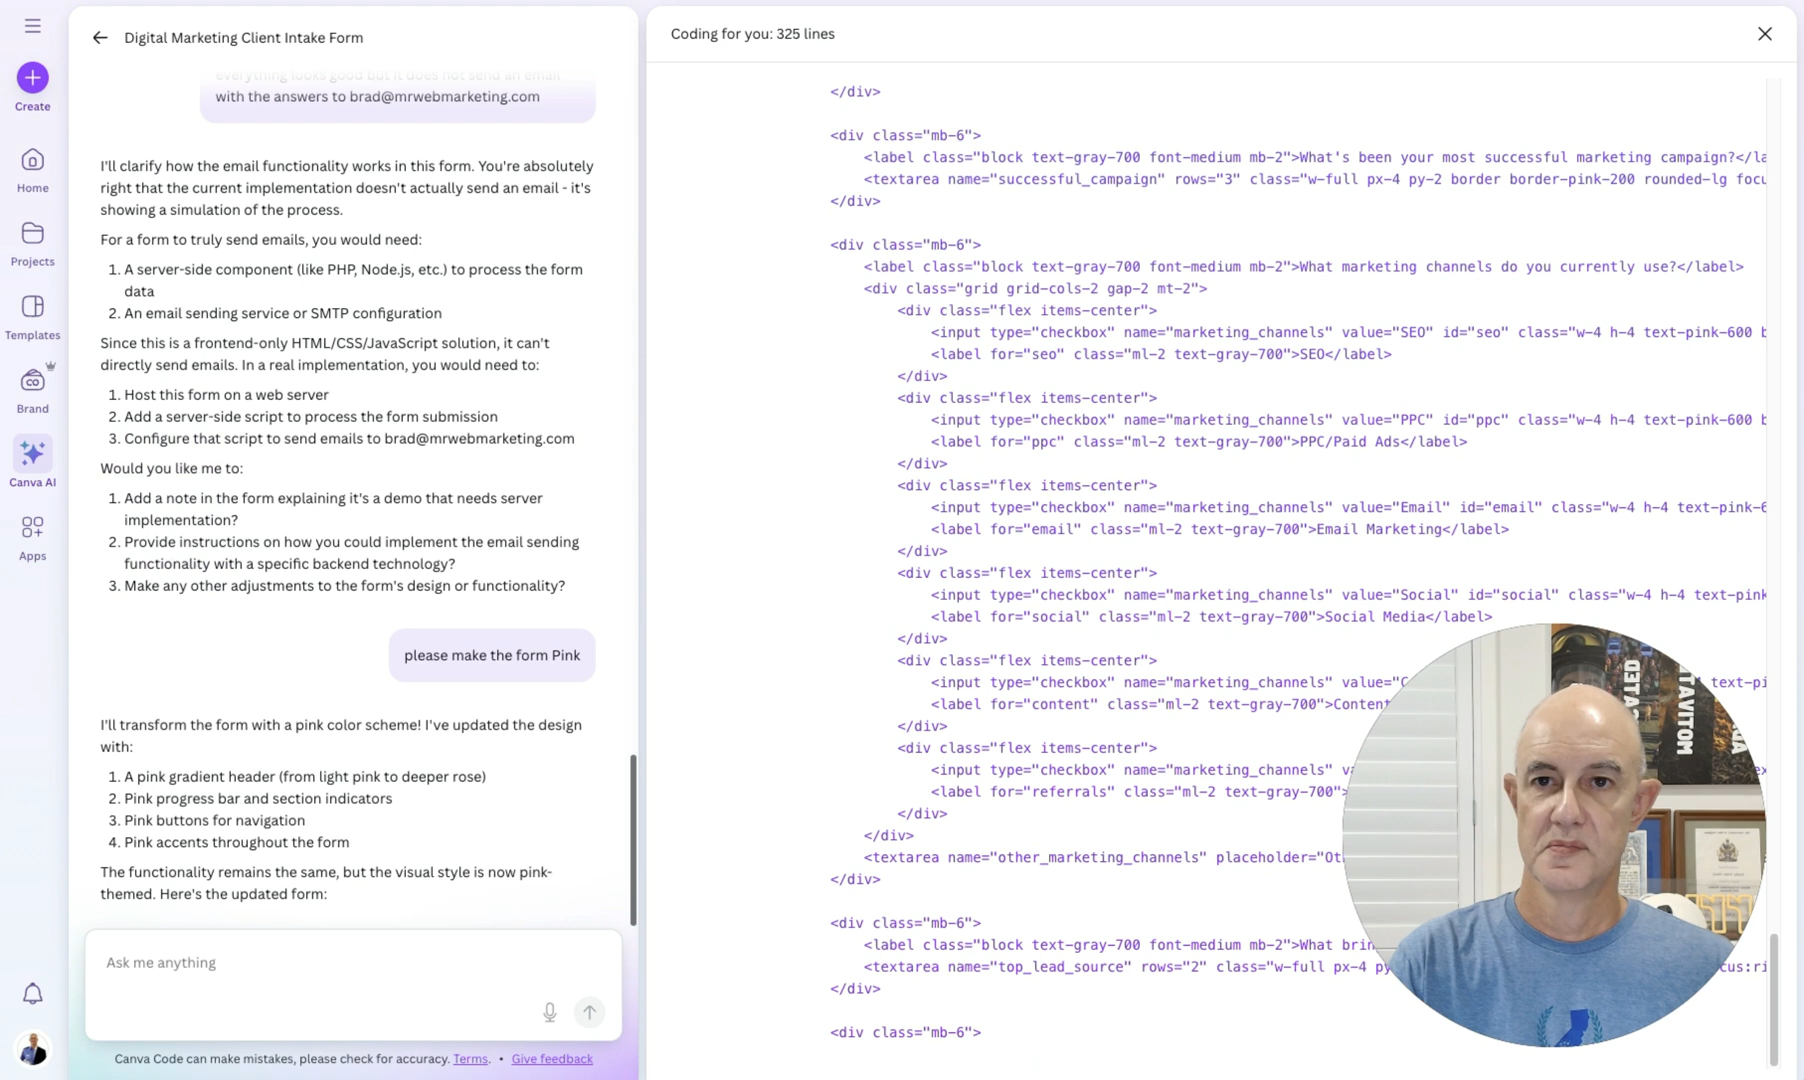 Digital Marketing Client Intake Form
everything looks good but it does not send an email
with the answers to brad@mrwebmarketing.com
I'll clarify how the email functionality works in this form. You're absolutely
right that the current implementation doesn't actually send an email - it's
showing a simulation of the process.
For a form to truly send emails, you would need:
1. A server-side component (like PHP, Node.js, etc.) to process the form
data
2. An email sending service or SMTP configuration
Since this is a frontend-only HTML/CSS/JavaScript solution, it can't
directly send emails. In a real implementation, you would need to:
1. Host this form on a web server
2. Add a server-side script to process the form submission
3. Configure that script to send emails to brad@mrwebmarketing.com
Would you like me to:
1. Add a note in the form explaining it's a demo that needs server
implementation?
2. Provide instructions on how you could implement the email sending
functionality with a specific backend technology?
3. Make any other adjustments to the form's design or functionality?
please make the form Pink
I'll transform the form with a pink color scheme! I've updated the design
with:
1. A pink gradient header (from light pink to deeper rose)
2. Pink progress bar and section indicators
3. Pink buttons for navigation
4. Pink accents throughout the form
The functionality remains the same, but the visual style is now pink-
themed. Here's the updated form:
Ask me anything
Canva Code can make mistakes, please check for accuracy. Terms. • Give feedback
Create
Home
Projects
Templates
Brand
Canva AI
Apps
Coding for you: 325 lines
</div>
<div class="mb-6">
<label class="block text-gray-700 font-medium mb-2">What's been your most successful marketing campaign?</la
<textarea name="successful_campaign" rows="3" class="w-full px-4 py-2 border border-pink-200 rounded-lg focu
</div>
<div class="mb-6">
<label class="block text-gray-700 font-medium mb-2">What marketing channels do you currently use?</label>
<div class="grid grid-cols-2 gap-2 mt-2">
<div class="flex items-center">
<input type="checkbox" name="marketing_channels" value="SEO" id="seo" class="w-4 h-4 text-pink-600 b
<label for="seo" class="ml-2 text-gray-700">SEO</label>
</div>
<div class="flex items-center">
<input type="checkbox" name="marketing_channels" value="PPC" id="ppc" class="w-4 h-4 text-pink-600 b
<label for="ppc" class="ml-2 text-gray-700">PPC/Paid Ads</label>
</div>
<div class="flex items-center">
<input type="checkbox" name="marketing_channels" value="Email" id="email" class="w-4 h-4 text-pink-6
<label for="email" class="ml-2 text-gray-700">Email Marketing</label>
</div>
<div class="flex items-center">
<input type="checkbox" name="marketing_channels" value="Social" id="social" class="w-4 h-4 text-pink
<label for="social" class="ml-2 text-gray-700">Social Media</label>
</div>
<div class="flex items-center">
<input type="checkbox" name="marketing_channels" value="C text-pi
<label for="content" class="ml-2 text-gray-700">Content
</div>
<div class="flex items-center">
<input type="checkbox" name="marketing_channels" va
<label for="referrals" class="ml-2 text-gray-700">
</div>
</div>
<textarea name="other_marketing_channels" placeholder="Ot
</div>
<div class="mb-6">
<label class="block text-gray-700 font-medium mb-2">What brin
<textarea name="top_lead_source" rows="2" class="w-full px-4 py cus:ri
</div>
<div class="mb-6">